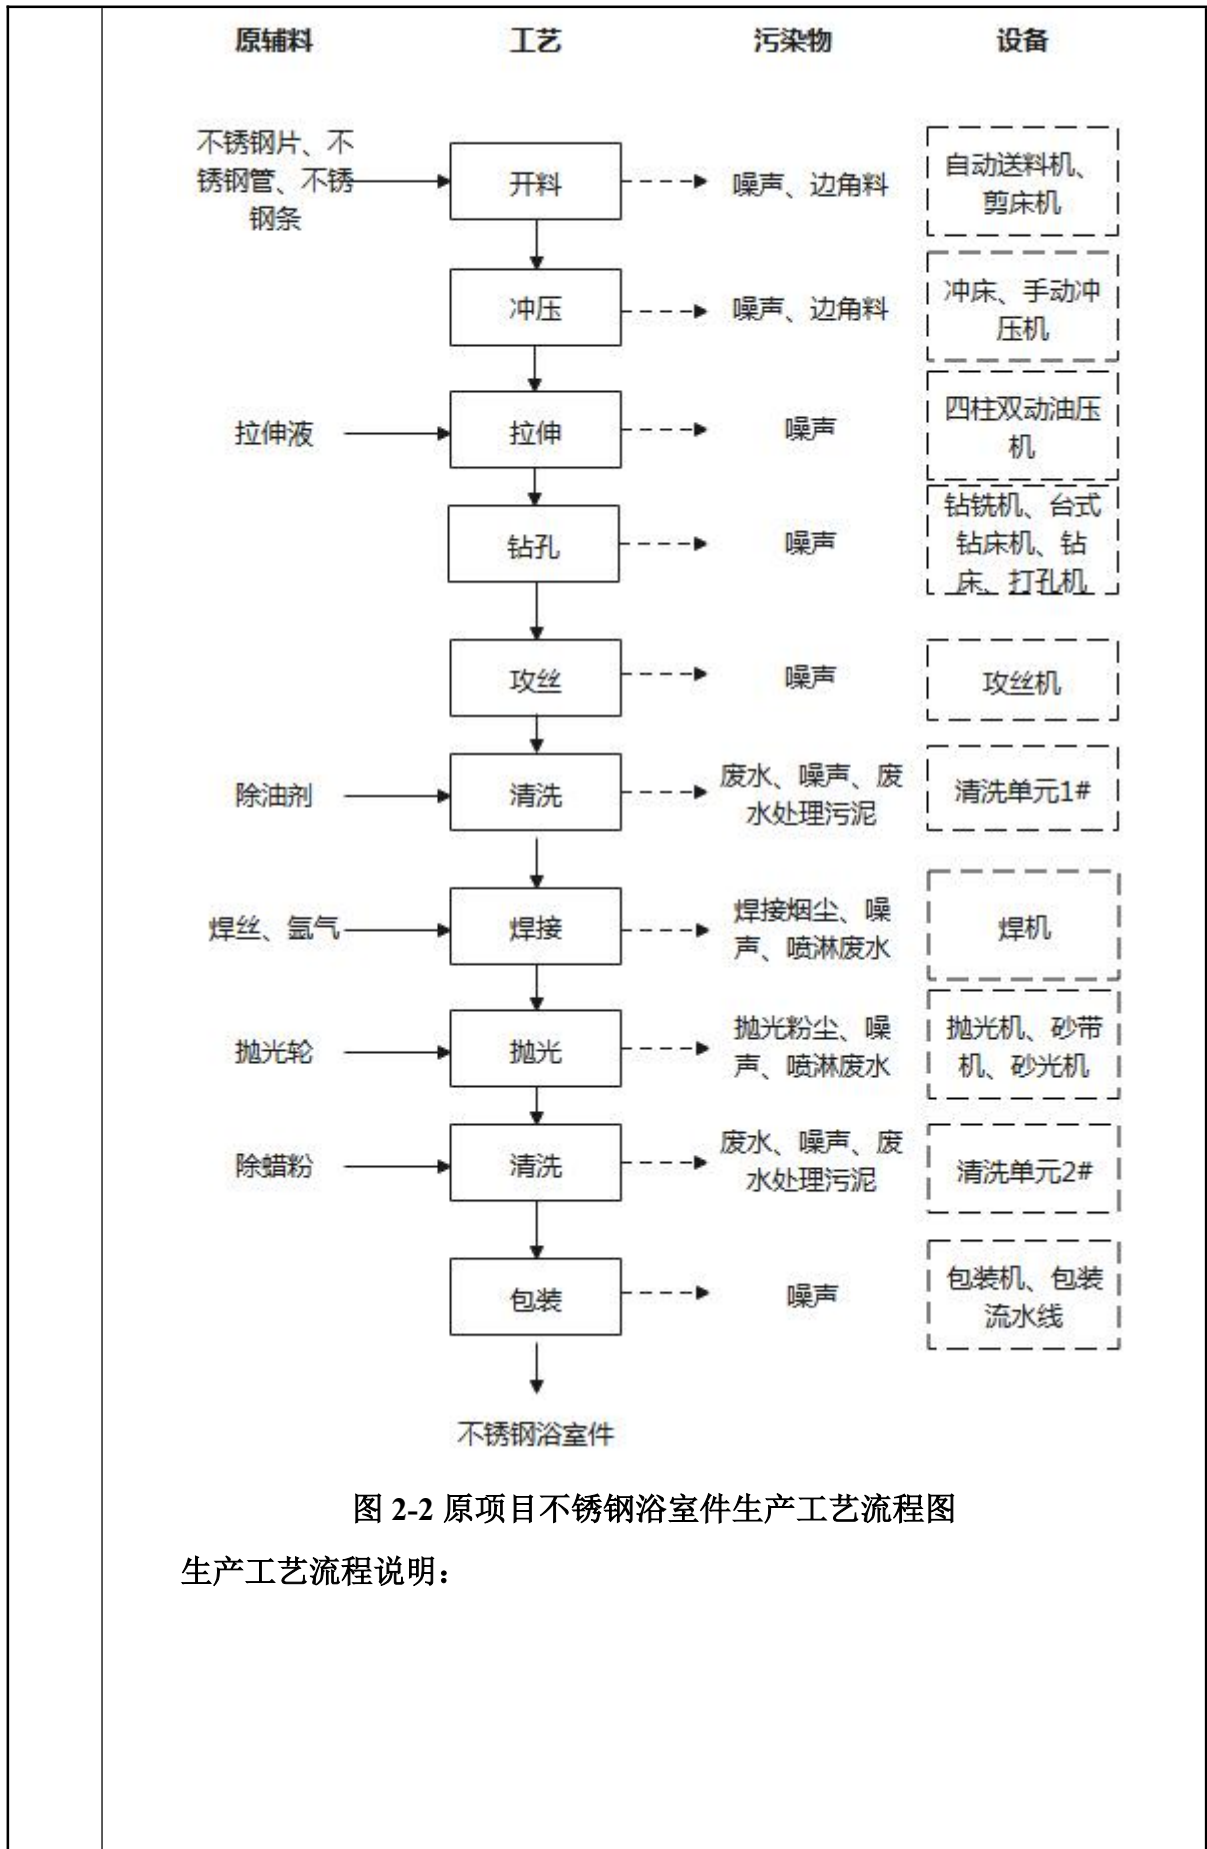 原辅料 工艺 污染物 设备
不锈钢片、不
锈钢管、不锈
钢条
开料
噪声、边角料
自动送料机、
剪床机
冲压
噪声、边角料
冲床、手动冲
压机
拉伸液
拉伸
噪声
四柱双动油压
机
钻孔
噪声
钻铣机、台式
钻床机、钻
床、打孔机
攻丝
噪声
攻丝机
除油剂
清洗
废水、噪声、废
水处理污泥
清洗单元1#
焊丝、氩气
焊接
焊接烟尘、噪
声、喷淋废水
焊机
抛光轮
抛光
抛光粉尘、噪
声、喷淋废水
抛光机、砂带
机、砂光机
除蜡粉
清洗
废水、噪声、废
水处理污泥
清洗单元2#
包装
噪声
包装机、包装
流水线
不锈钢浴室件
图 2-2 原项目不锈钢浴室件生产工艺流程图
生产工艺流程说明：